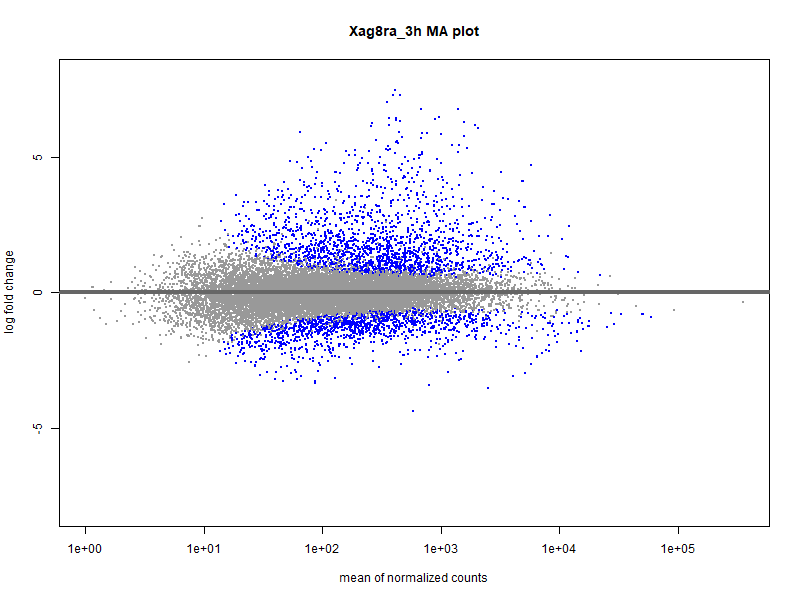 Xag8ra_3h MA plot
log fold change
5
0
-5
1e+00 1e+01 1e+02 1e+03 1e+04 1e+05
mean of normalized counts